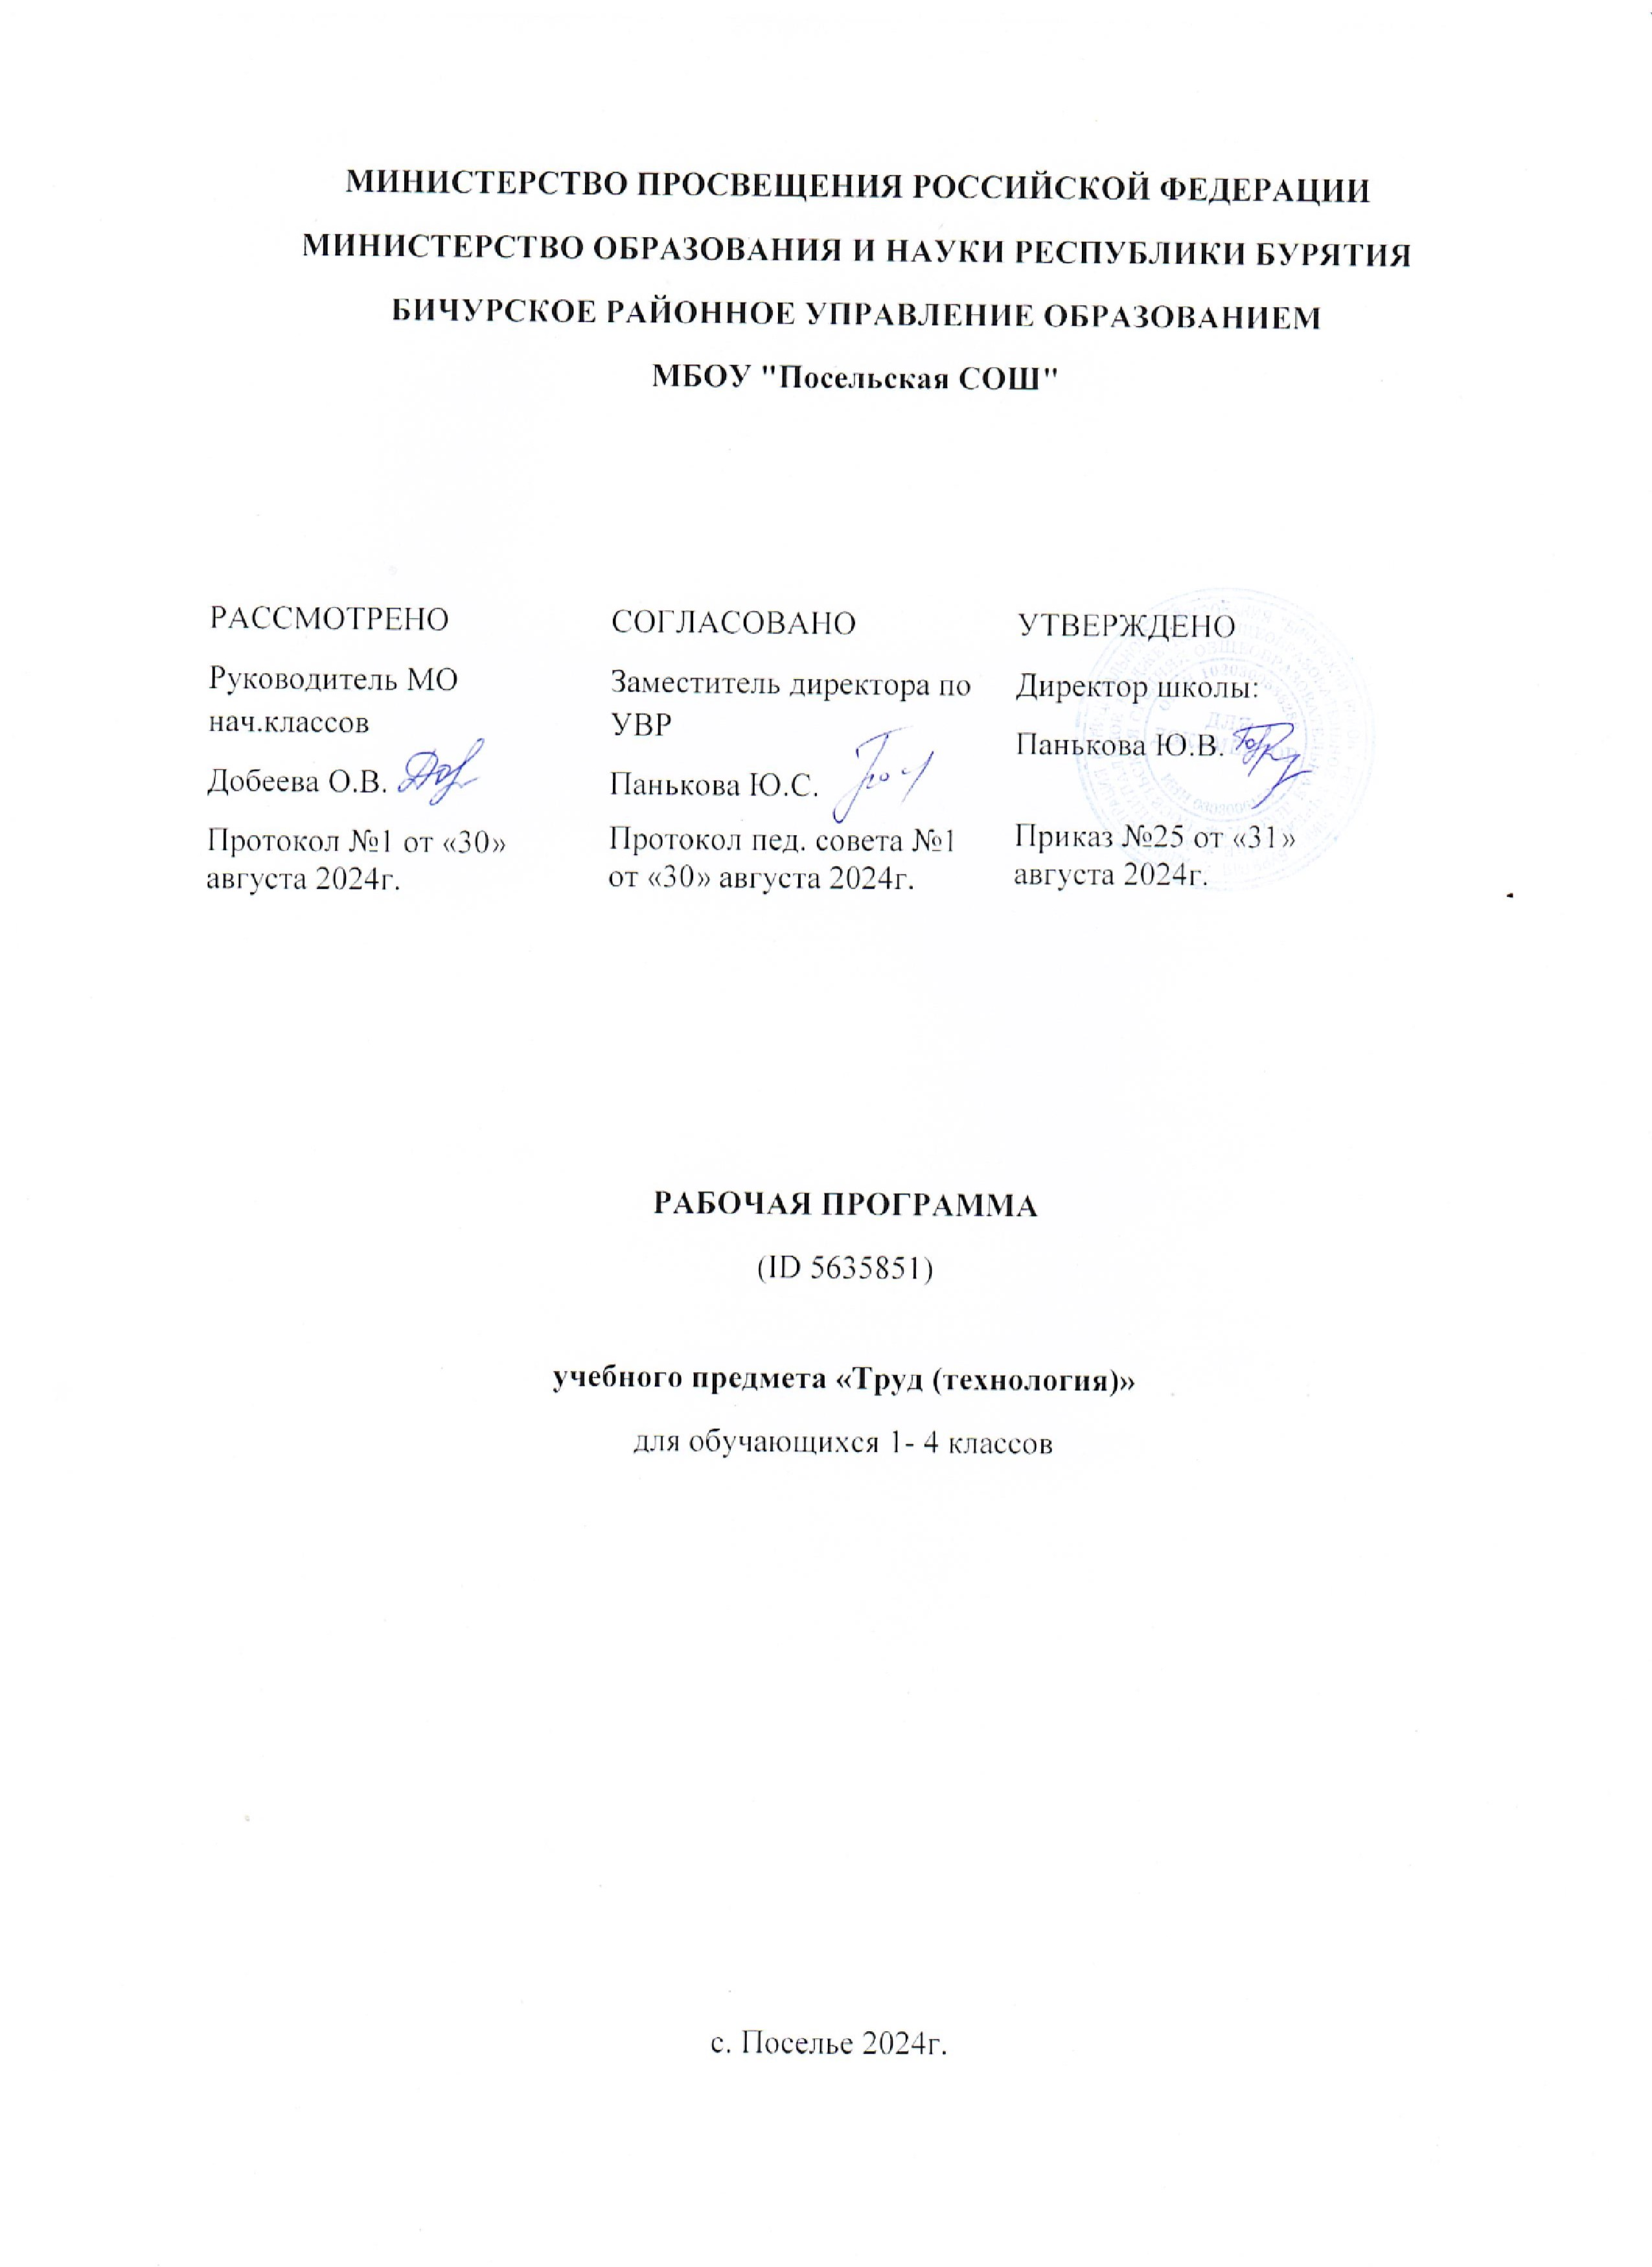 МИНИСТЕРСТВО ПРОСВЕЩЕНИЯ РОССИЙСКОЙ ФЕДЕРАЦИИ
МИНИСТЕРСТВО ОБРАЗОВАНИЯ И НАУКИ РЕСПУБЛИКИ БУРЯТИЯ
БИЧУРСКОЕ РАЙОННОЕ УПРАВЛЕНИЕ ОБРАЗОВАНИЕМ
МБОУ "Посельская СОШ"
РАССМОТРЕНО
Руководитель МО
нач.классов
Добеева О.В.
Протокол №1 от «30»
августа 2024г.
СОГЛАСОВАНО
Заместитель директора по
УВР
Панькова Ю.С.
Протокол пед. совета №1
от «30» августа 2024г.
УТВЕРЖДЕНО
Директор школы:
Панькова Ю.В.
Приказ №25 от «31»
августа 2024г.
РАБОЧАЯ ПРОГРАММА
(ID 5635851)
учебного предмета «Труд (технология)»
для обучающихся 1- 4 классов
с. Поселье 2024г.